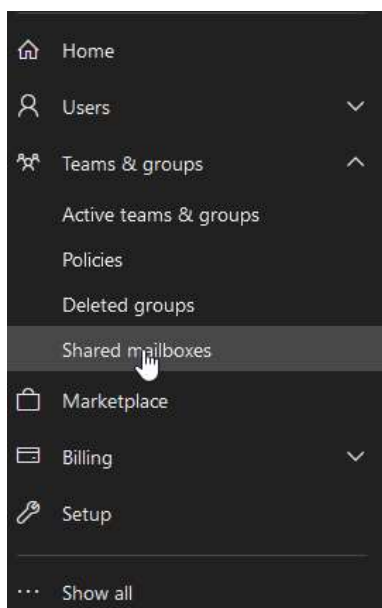 Home
Users
Teams & groups
Active teams & groups
Policies
Deleted groups
Shared mailboxes
Marketplace
Billing
Setup
Show all